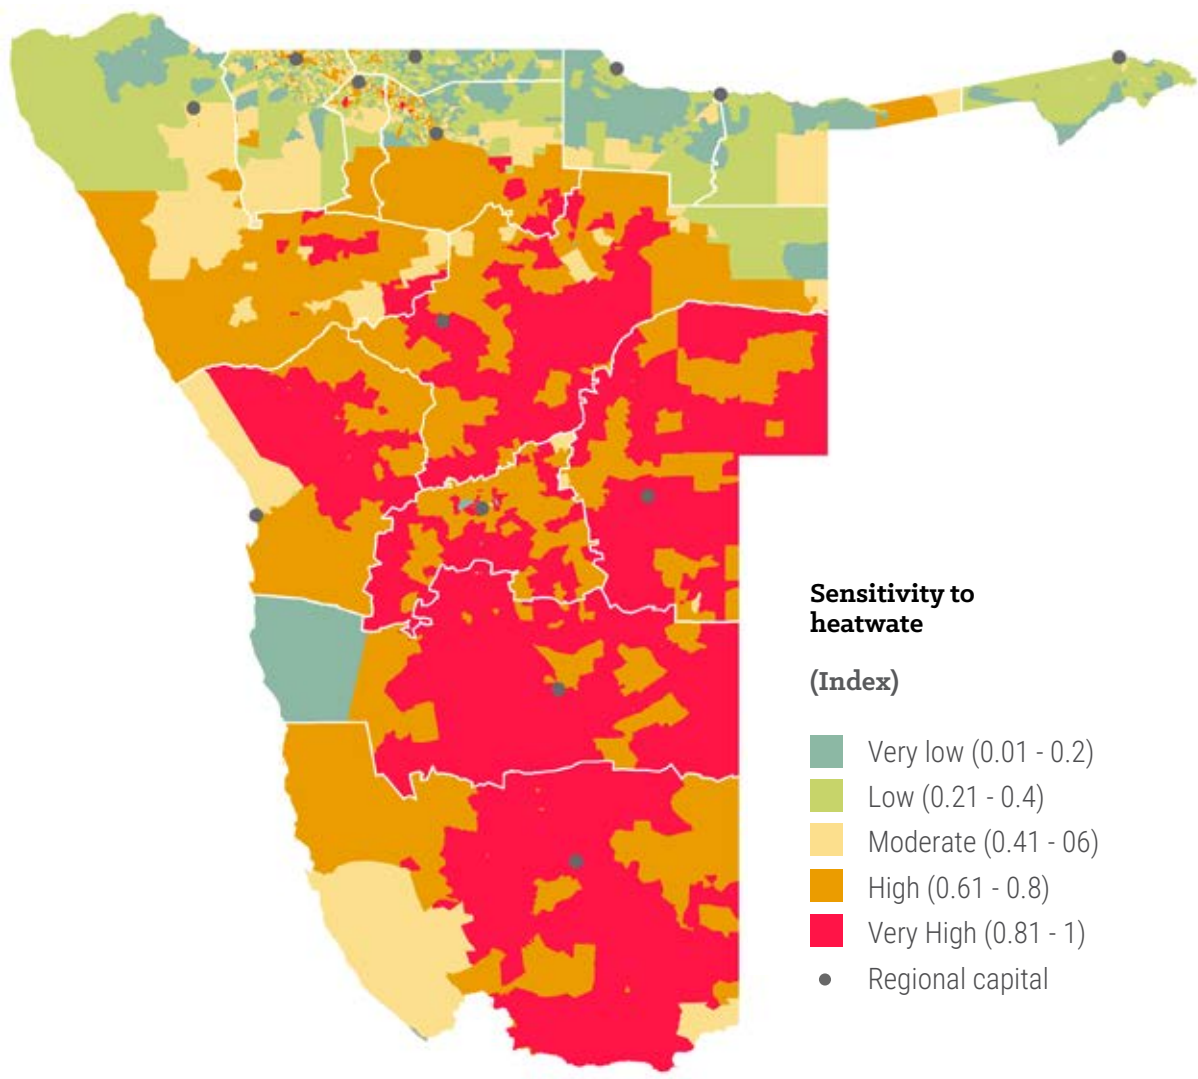 Sensitivity to
heatwate
(Index)
Very low (0.01 - 0.2)
Low (0.21 - 0.4)
Moderate (0.41 - 06)
High (0.61 - 0.8)
Very High (0.81 - 1)
Regional capital